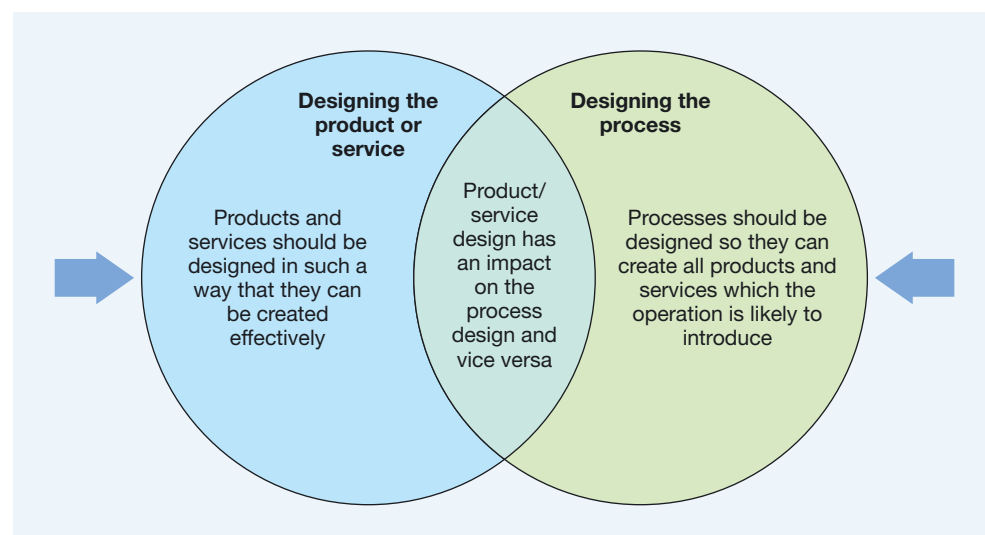 Designing the
product or
service
Products and
services should be
designed in such a
way that they can
be created
effectively
Product/
service
design has
an impact
on the
process
design and
vice versa
Designing the
process
Processes should be
designed so they can
create all products and
services which the
operation is likely to
introduce